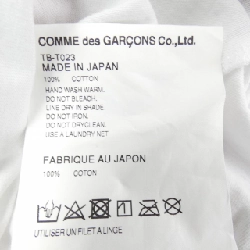 COMME des GARÇONS Co., Ltd.
TB-T023
MADE IN JAPAN
100% COTTON
HAND WASH WARM.
DO NOT BLEACH.
LINE DRY IN SHADE
DO NOT IRON.
DO NOT DRYCLEAN.
USE A LAUNDRY NET
FABRIQUE AU JAPON
100% COTON
UTILISER UN FILET A LINGE